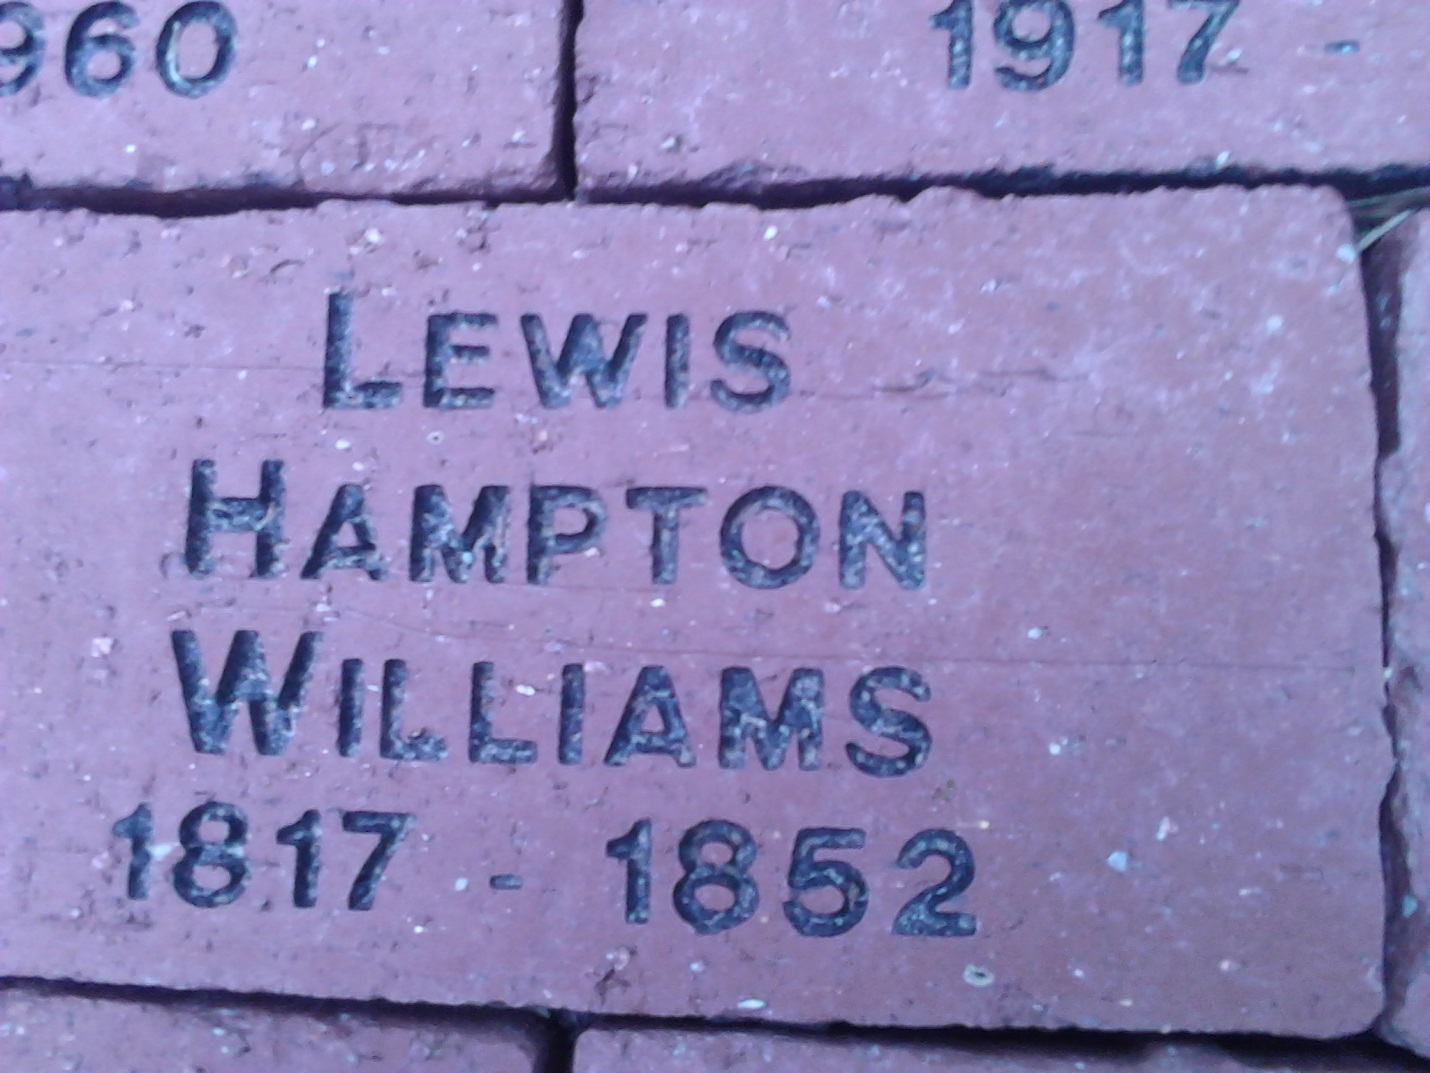 960
1917 -
LEWIS
HAMPTON
WILLIAMS
1817 - 1852